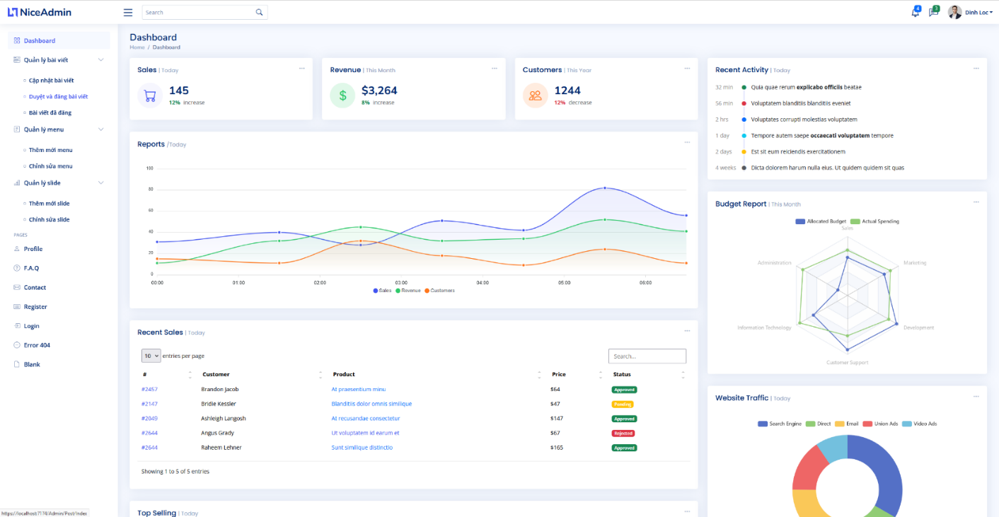 NiceAdmin
Search
4
3
Dinh Loc
Dashboard
Quản lý bài viết
Cập nhật bài viết
Duyệt và đăng bài viết
Bài viết đã đăng
Quản lý menu
Thêm mới menu
Chỉnh sửa menu
Quản lý slide
Thêm mới slide
Chỉnh sửa slide
PAGES
Profile
F.A.Q
Contact
Register
Login
Error 404
Blank
Dashboard
Home / Dashboard
Sales | Today
145
12% increase
Revenue | This Month
$3,264
8% increase
Customers | This Year
1244
12% decrease
Reports /Today
100
80
60
40
20
0
00:00 01:00 02:00 03:00 04:00 05:00 06:00
Sales Revenue Customers
Recent Sales | Today
10 entries per page
Search...
# Customer Product Price Status
#2457 Brandon Jacob At praesentium minu $64 Approved
#2147 Bridie Kessler Blanditiis dolor omnis similique $47 Pending
#2049 Ashleigh Langosh At recusandae consectetur $147 Approved
#2644 Angus Grady Ut voluptatem id earum et $67 Rejected
#2644 Raheem Lehner Sunt similique distinctio $165 Approved
Showing 1 to 5 of 5 entries
Top Selling | Today
Recent Activity | Today
32 min Quia quae rerum explicabo officiis beatae
56 min Voluptatem blanditiis blanditiis eveniet
2 hrs Voluptates corrupti molestias voluptatem
1 day Tempore autem saepe occaecati voluptatem tempore
2 days Est sit eum reiciendis exercitationem
4 weeks Dicta dolorem harum nulla eius. Ut quidem quidem sit quas
Budget Report | This Month
Allocated Budget Actual Spending
Sales
Administration Marketing
Information Technology Development
Customer Support
Website Traffic | Today
Search Engine Direct Email Union Ads Video Ads
https://localhost:7174/Admin/Post/Index